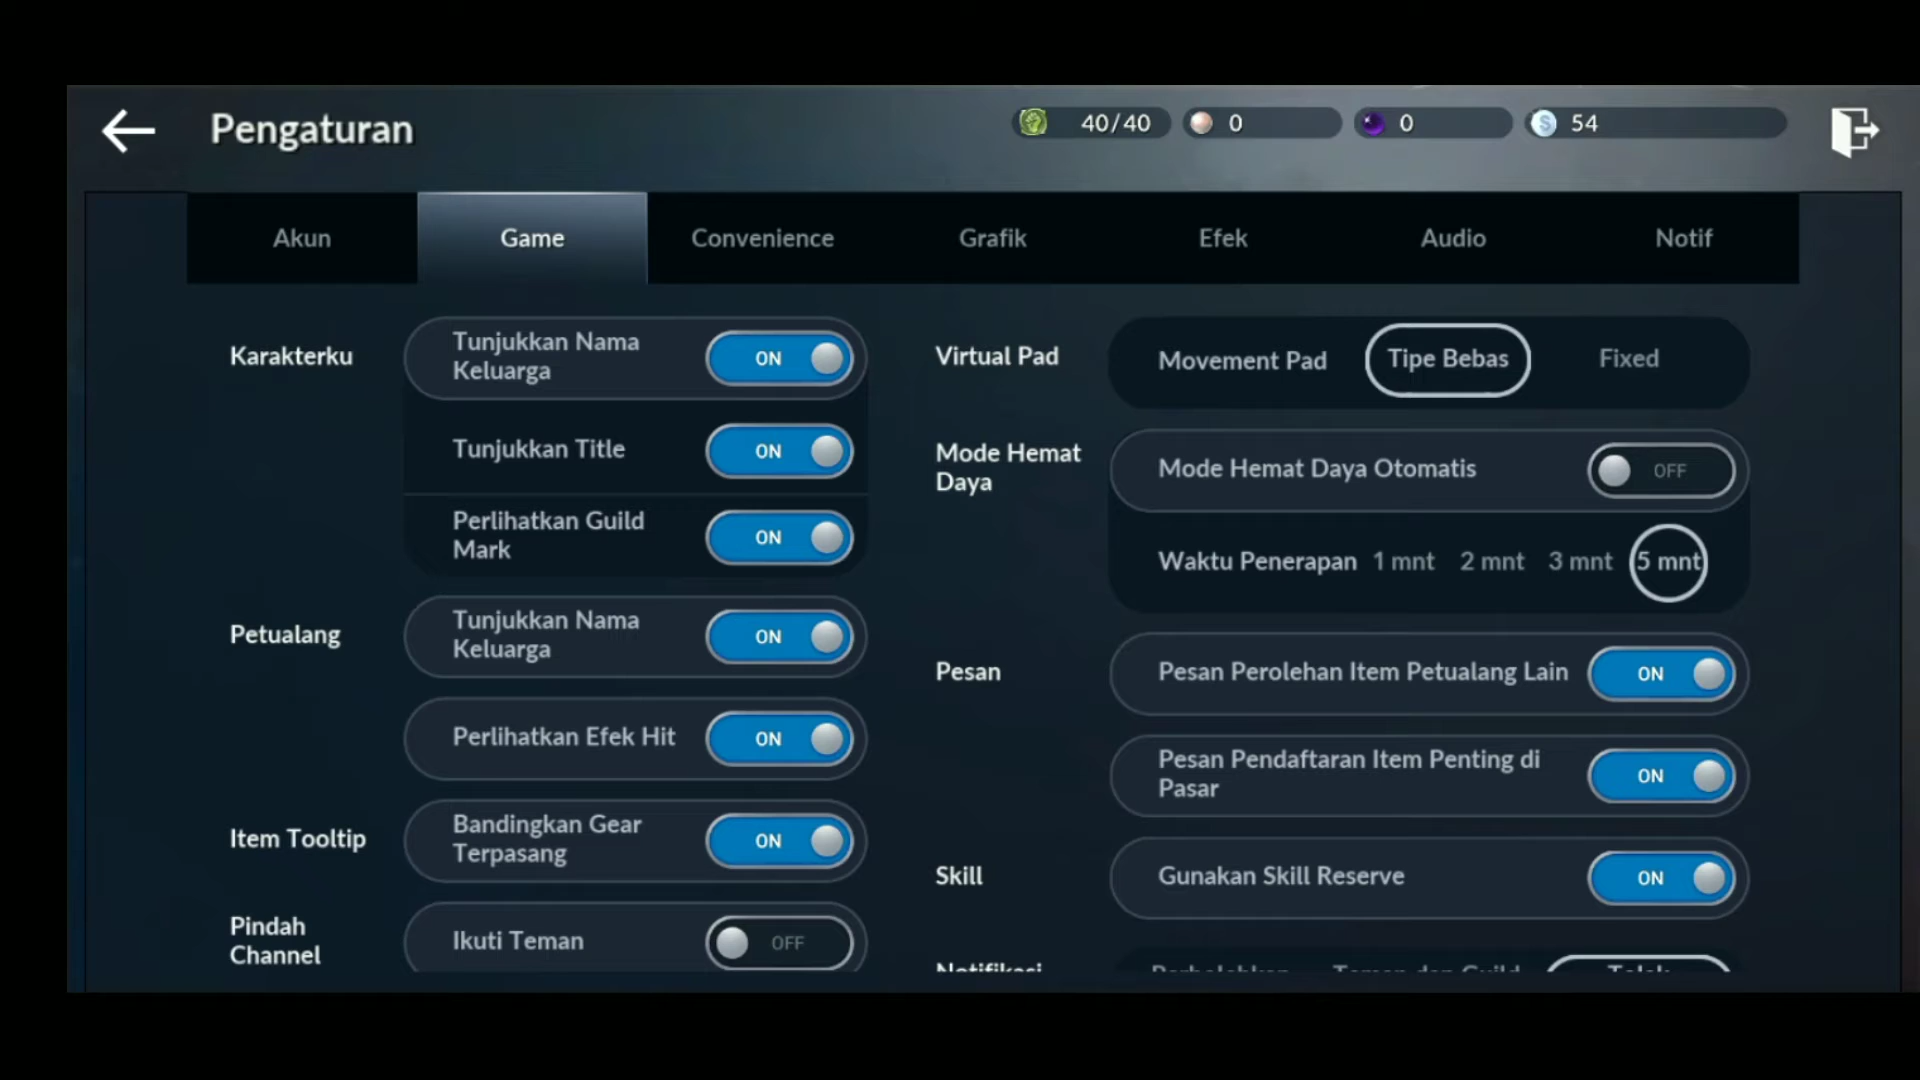 Pengaturan
40/40
0
0
54
Akun
Game
Convenience
Grafik
Efek
Audio
Notif
Karakterku
Tunjukkan Nama
Keluarga
ON
Tunjukkan Title
ON
Perlihatkan Guild
Mark
ON
Petualang
Tunjukkan Nama
Keluarga
ON
Perlihatkan Efek Hit
ON
Item Tooltip
Bandingkan Gear
Terpasang
ON
Pindah
Channel
Ikuti Teman
OFF
Virtual Pad
Movement Pad
Tipe Bebas
Fixed
Mode Hemat
Daya
Mode Hemat Daya Otomatis
OFF
Waktu Penerapan
1 mnt
2 mnt
3 mnt
5 mnt
Pesan
Pesan Perolehan Item Petualang Lain
ON
Pesan Pendaftaran Item Penting di
Pasar
ON
Skill
Gunakan Skill Reserve
ON
Notifikasi
Teman dan Guild